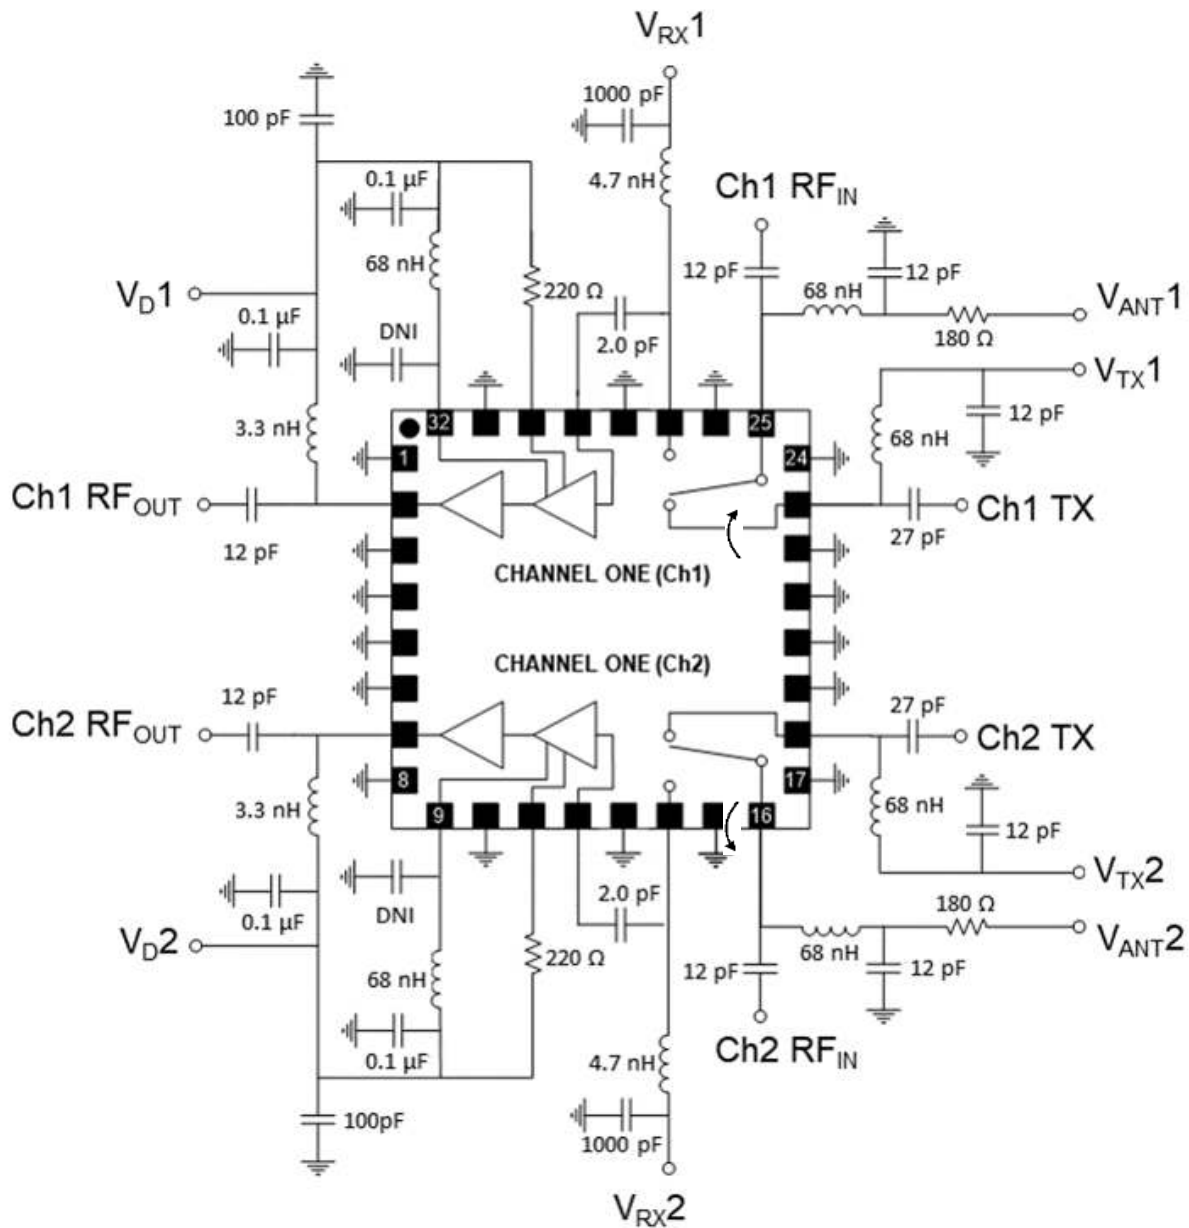 VRX1
1000 pF
100 pF
4.7 nH
0.1 µF
Ch1 RFIN
12 pF
12 pF
68 nH
68 nH
220 Ω
VD1
VANT1
0.1 µF
DNI
2.0 pF
180 Ω
VTX1
12 pF
3.3 nH
32
25
68 nH
1
24
Ch1 RFOUT
Ch1 TX
12 pF
27 pF
CHANNEL ONE (Ch1)
CHANNEL ONE (Ch2)
12 pF
27 pF
Ch2 RFOUT
Ch2 TX
8
17
3.3 nH
9
16
68 nH
12 pF
VTX2
2.0 pF
180 Ω
0.1 µF
DNI
VD2
VANT2
220 Ω
68 nH
12 pF
12 pF
68 nH
Ch2 RFIN
0.1 µF
4.7 nH
100pF
1000 pF
VRX2